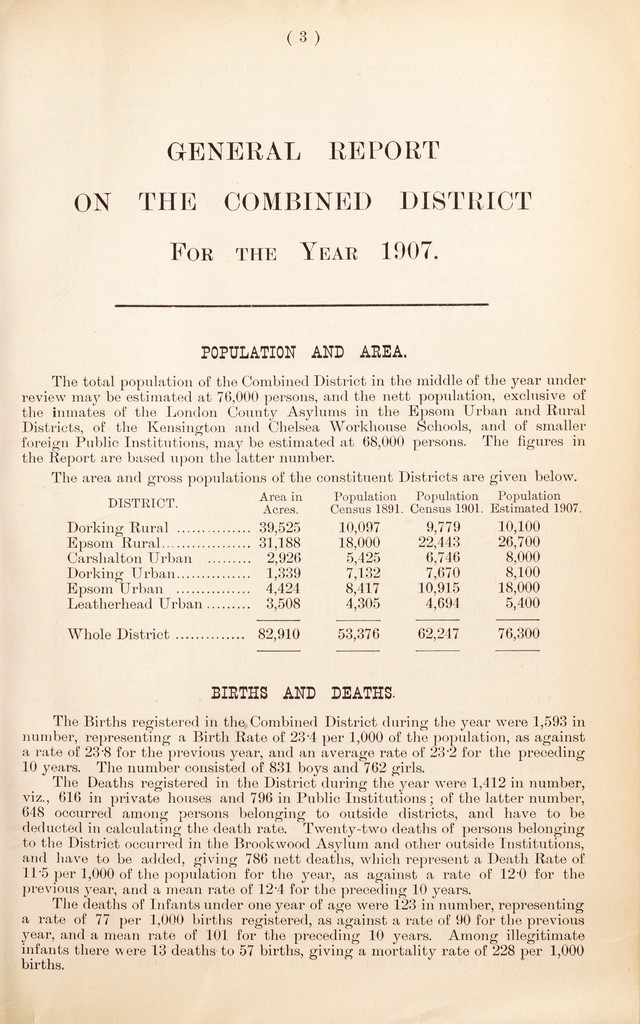 ( 3 )
GENERAL REPORT
ON THE COMBINED DISTRICT
FOR THE YEAR 1907.
POPULATION AND AREA.
The total population of the Combined District in the middle of the year under
review may be estimated at 76,000 persons, and the nett population, exclusive of
the inmates of the London County Asylums in the Epsom Urban and Rural
Districts, of the Kensington and Chelsea Workhouse Schools, and of smaller
foreign Public Institutions, may be estimated at 68,000 persons. The figures in
the Report are based upon the latter number.
The area and gross populations of the constituent Districts are given below.
DISTRICT. Area in Acres. Population Census 1891. Population Census 1901. Population Estimated 1907.
Dorking Rural ............... 39,525 10,097 9,779 10,100
Epsom Rural.................. 31,188 18,000 22,443 26,700
Carshalton Urban ......... 2,926 5,425 6,746 8,000
Dorking Urban............... 1,339 7,132 7,670 8,100
Epsom Urban ............... 4,424 8,417 10,915 18,000
Leatherhead Urban ......... 3,508 4,305 4,694 5,400
Whole District .............. 82,910 53,376 62,247 76,300
BIRTHS AND DEATHS.
The Births registered in the Combined District during the year were 1,593 in
number, representing a Birth Rate of 23·4 per 1,000 of the population, as against
a rate of 23·8 for the previous year, and an average rate of 23·2 for the preceding
10 years. The number consisted of 831 boys and 762 girls.
The Deaths registered in the District during the year were 1,412 in number,
viz., 616 in private houses and 796 in Public Institutions; of the latter number,
648 occurred among persons belonging to outside districts, and have to be
deducted in calculating the death rate. Twenty-two deaths of persons belonging
to the District occurred in the Brookwood Asylum and other outside Institutions,
and have to be added, giving 786 nett deaths, which represent a Death Rate of
11·5 per 1,000 of the population for the year, as against a rate of 12·0 for the
previous year, and a mean rate of 12·4 for the preceding 10 years.
The deaths of Infants under one year of age were 123 in number, representing
a rate of 77 per 1,000 births registered, as against a rate of 90 for the previous
year, and a mean rate of 101 for the preceding 10 years. Among illegitimate
infants there were 13 deaths to 57 births, giving a mortality rate of 228 per 1,000
births.